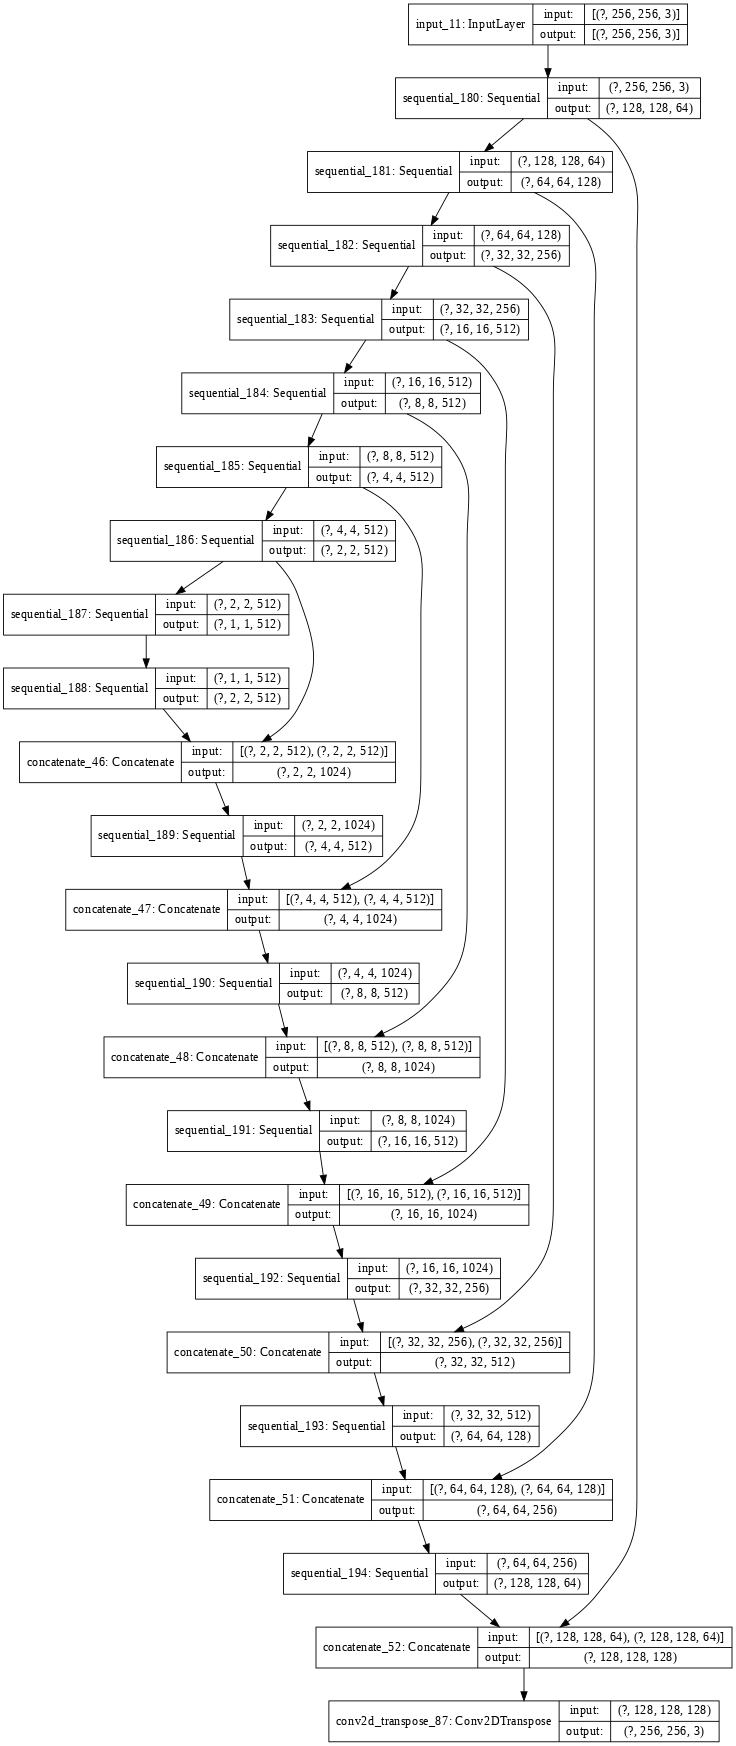 input_11: InputLayer
input: [(?, 256, 256, 3)]
output: [(?, 256, 256, 3)]
sequential_180: Sequential
input: (?, 256, 256, 3)
output: (?, 128, 128, 64)
sequential_181: Sequential
input: (?, 128, 128, 64)
output: (?, 64, 64, 128)
sequential_182: Sequential
input: (?, 64, 64, 128)
output: (?, 32, 32, 256)
sequential_183: Sequential
input: (?, 32, 32, 256)
output: (?, 16, 16, 512)
sequential_184: Sequential
input: (?, 16, 16, 512)
output: (?, 8, 8, 512)
sequential_185: Sequential
input: (?, 8, 8, 512)
output: (?, 4, 4, 512)
sequential_186: Sequential
input: (?, 4, 4, 512)
output: (?, 2, 2, 512)
sequential_187: Sequential
input: (?, 2, 2, 512)
output: (?, 1, 1, 512)
sequential_188: Sequential
input: (?, 1, 1, 512)
output: (?, 2, 2, 512)
concatenate_46: Concatenate
input: [(?, 2, 2, 512), (?, 2, 2, 512)]
output: (?, 2, 2, 1024)
sequential_189: Sequential
input: (?, 2, 2, 1024)
output: (?, 4, 4, 512)
concatenate_47: Concatenate
input: [(?, 4, 4, 512), (?, 4, 4, 512)]
output: (?, 4, 4, 1024)
sequential_190: Sequential
input: (?, 4, 4, 1024)
output: (?, 8, 8, 512)
concatenate_48: Concatenate
input: [(?, 8, 8, 512), (?, 8, 8, 512)]
output: (?, 8, 8, 1024)
sequential_191: Sequential
input: (?, 8, 8, 1024)
output: (?, 16, 16, 512)
concatenate_49: Concatenate
input: [(?, 16, 16, 512), (?, 16, 16, 512)]
output: (?, 16, 16, 1024)
sequential_192: Sequential
input: (?, 16, 16, 1024)
output: (?, 32, 32, 256)
concatenate_50: Concatenate
input: [(?, 32, 32, 256), (?, 32, 32, 256)]
output: (?, 32, 32, 512)
sequential_193: Sequential
input: (?, 32, 32, 512)
output: (?, 64, 64, 128)
concatenate_51: Concatenate
input: [(?, 64, 64, 128), (?, 64, 64, 128)]
output: (?, 64, 64, 256)
sequential_194: Sequential
input: (?, 64, 64, 256)
output: (?, 128, 128, 64)
concatenate_52: Concatenate
input: [(?, 128, 128, 64), (?, 128, 128, 64)]
output: (?, 128, 128, 128)
conv2d_transpose_87: Conv2DTranspose
input: (?, 128, 128, 128)
output: (?, 256, 256, 3)